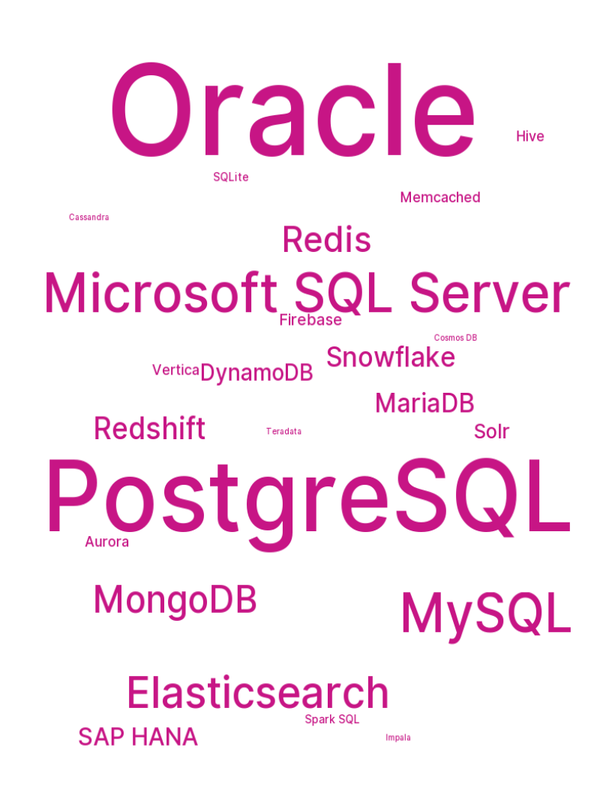 Oracle
Hive
SQLite
Memcached
Cassandra
Redis
Microsoft SQL Server
Firebase
Cosmos DB
Snowflake
Vertica
DynamoDB
MariaDB
Redshift
Teradata
Solr
PostgreSQL
Aurora
MongoDB
MySQL
Elasticsearch
Spark SQL
SAP HANA
Impala